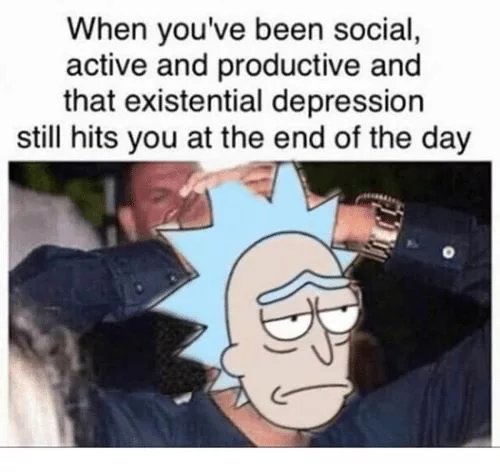 When you've been social,
active and productive and
that existential depression
still hits you at the end of the day